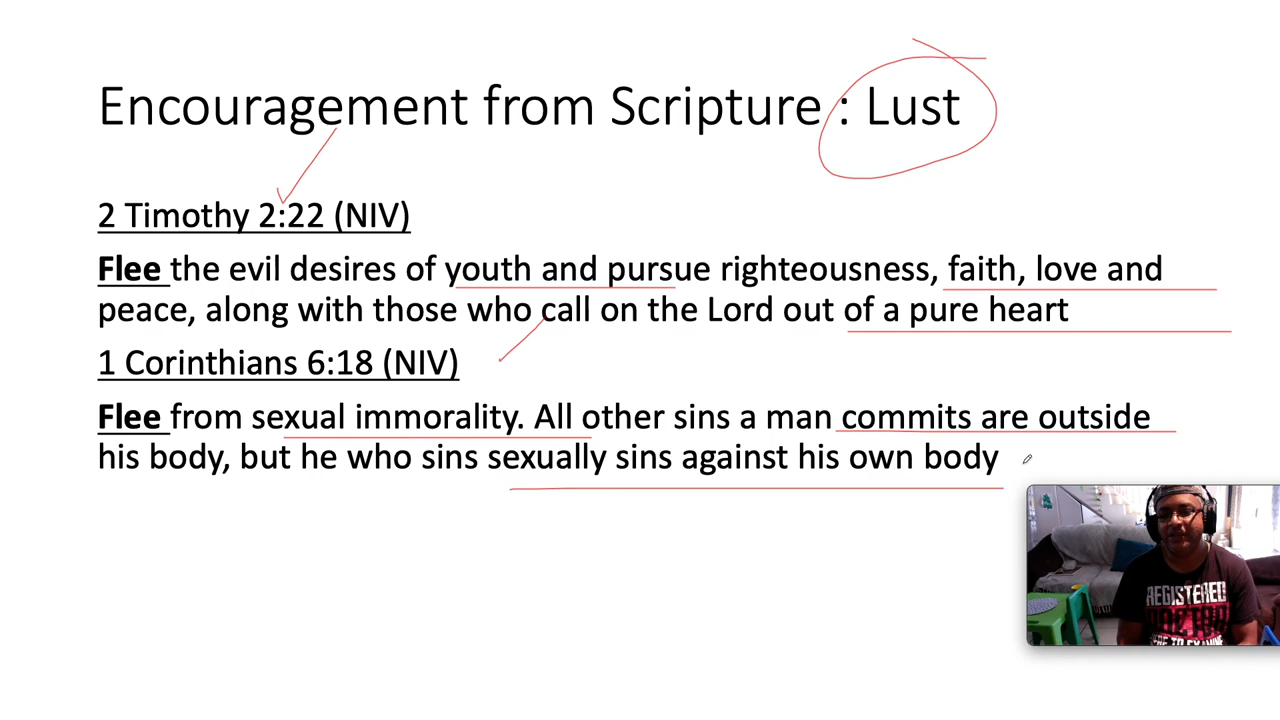 Encouragement from Scripture : Lust
2 Timothy 2:22 (NIV)
Flee the evil desires of youth and pursue righteousness, faith, love and
peace, along with those who call on the Lord out of a pure heart
1 Corinthians 6:18 (NIV)
Flee from sexual immorality. All other sins a man commits are outside
his body, but he who sins sexually sins against his own body
REGISTERED